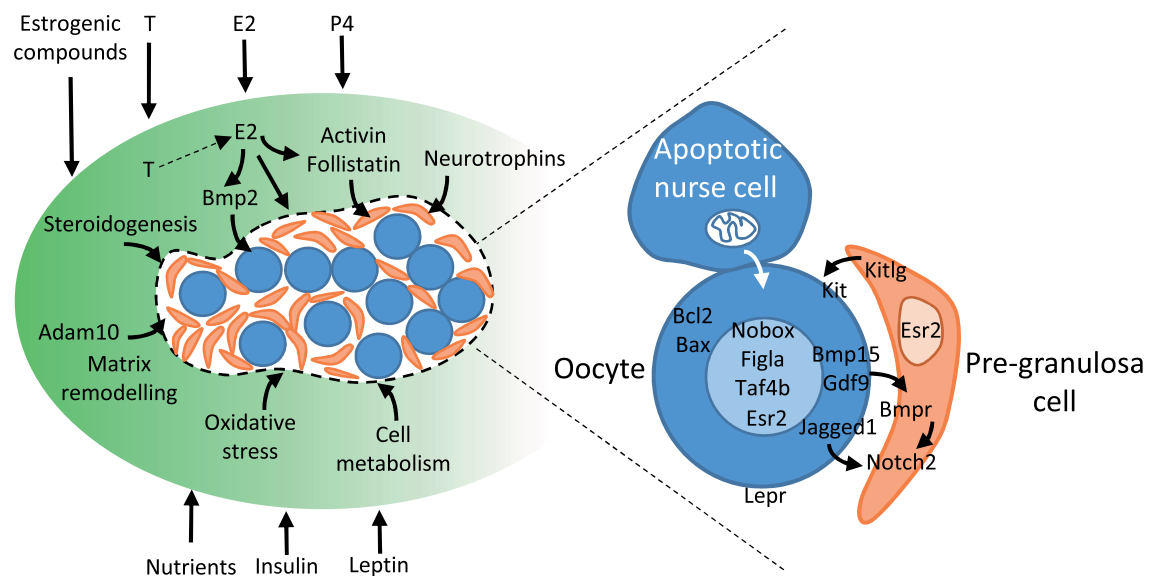 Estrogenic
compounds
T
E2
P4
E2
T
Activin
Follistatin
Neurotrophins
Bmp2
Steroidogenesis
Adam10
Matrix
remodelling
Oxidative
stress
Cell
metabolism
Nutrients
Insulin
Leptin
Apoptotic
nurse cell
Kitlg
Kit
Bcl2
Bax
Nobox
Figla
Taf4b
Esr2
Esr2
Bmp15
Gdf9
Bmpr
Jagged1
Notch2
Lepr
Oocyte
Pre-granulosa
cell